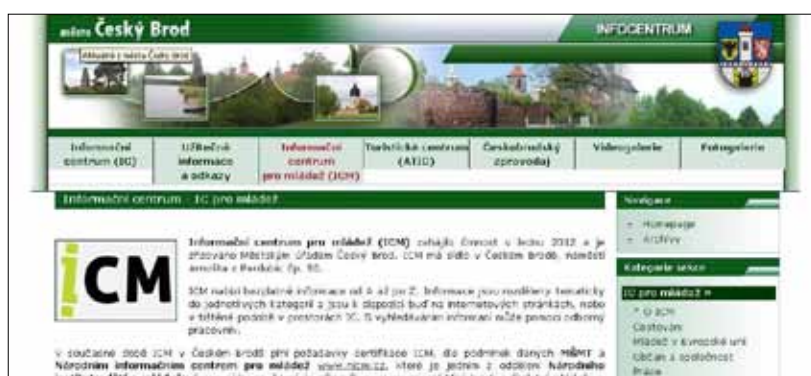 město Český Brod
INFOCENTRUM
Aktuálně z města Český Brod
Informační centrum (IC)
Užitečné informace a odkazy
Informační centrum pro mládež (ICM)
Turistické centrum (ATIC)
Českobrodský zpravodaj
Videogalerie
Fotogalerie
Informační centrum - IC pro mládež
Navigace
Homepage
Archívy
Kategorie sekce
IC pro mládež »
O ICM
Cestování
Mládež v Evropské unii
Občan a společnost
Práce
iCM
Informační centrum pro mládež (ICM) zahájilo činnost v lednu 2012 a je
zřizováno Městským úřadem Český Brod. ICM má sídlo v Českém Brodě, náměstí
Arnošta z Pardubic čp. 56.
ICM nabízí bezplatné informace od A až po Z. Informace jsou rozděleny tematicky
do jednotlivých kategorií a jsou k dispozici buď na internetových stránkách, nebo
v tištěné podobě v prostorách IC. S vyhledáváním informací může pomoci odborný
pracovník.
V současné době ICM v Českém Brodě plní požadavky certifikace ICM, dle podmínek daných MŠMT a
Národním informačním centrem pro mládež www.nicm.cz, které je jedním z oddělení Národního